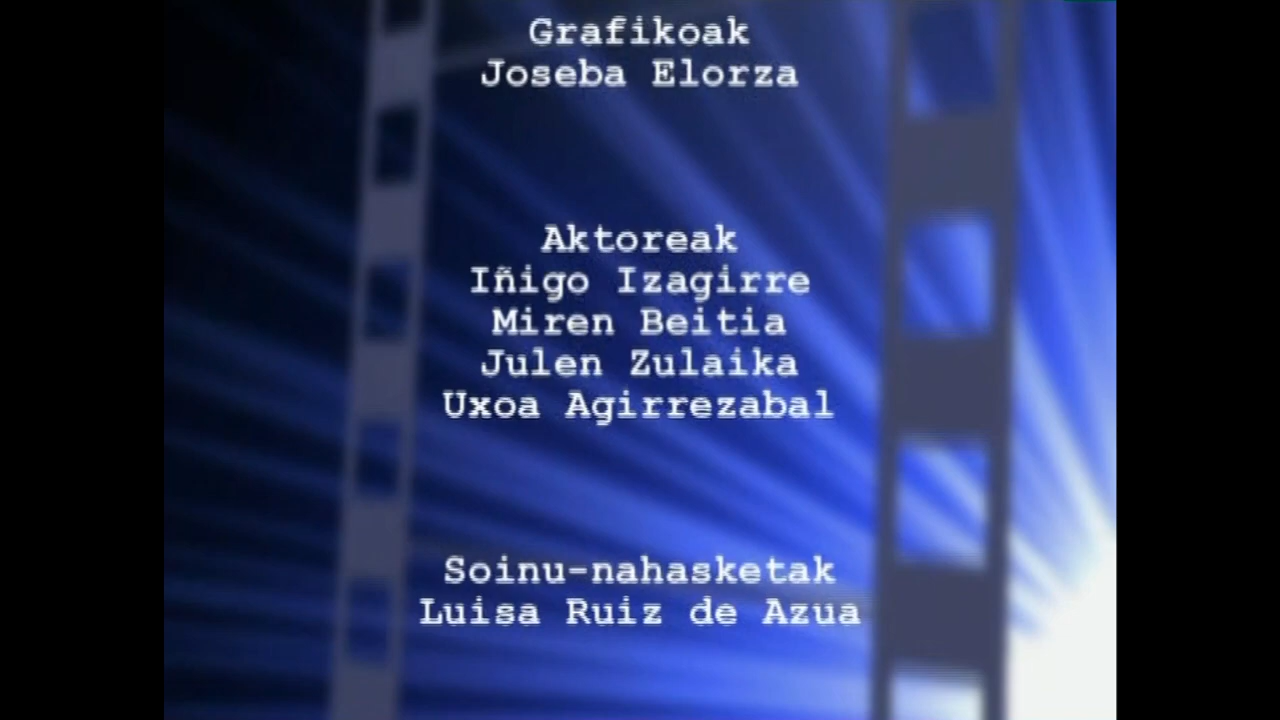 Grafikoak
Joseba Elorza
Aktoreak
Iñigo Izagirre
Miren Beitia
Julen Zulaika
Uxoa Agirrezabal
Soinu-nahasketak
Luisa Ruiz de Azua